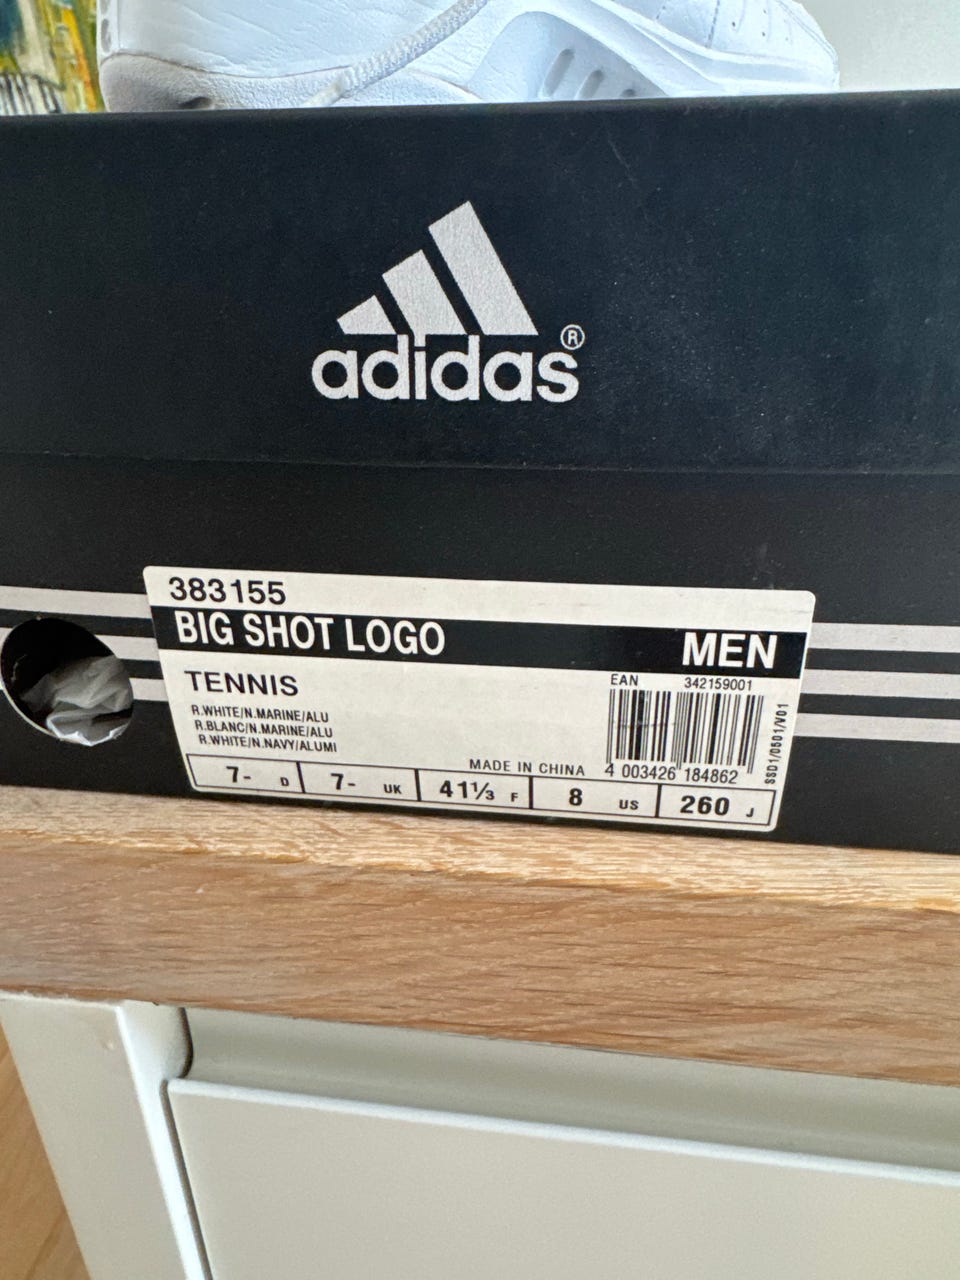 adidas®
383155
BIG SHOT LOGO MEN
TENNIS
EAN 342159001
R.WHITE/N.MARINE/ALU
R.BLANC/N.MARINE/ALU
R.WHITE/N.NAVY/ALUMI
MADE IN CHINA
4 003426 184862
SSD1/0501/V01
7- D 7- UK 41⅓ F 8 US 260 J